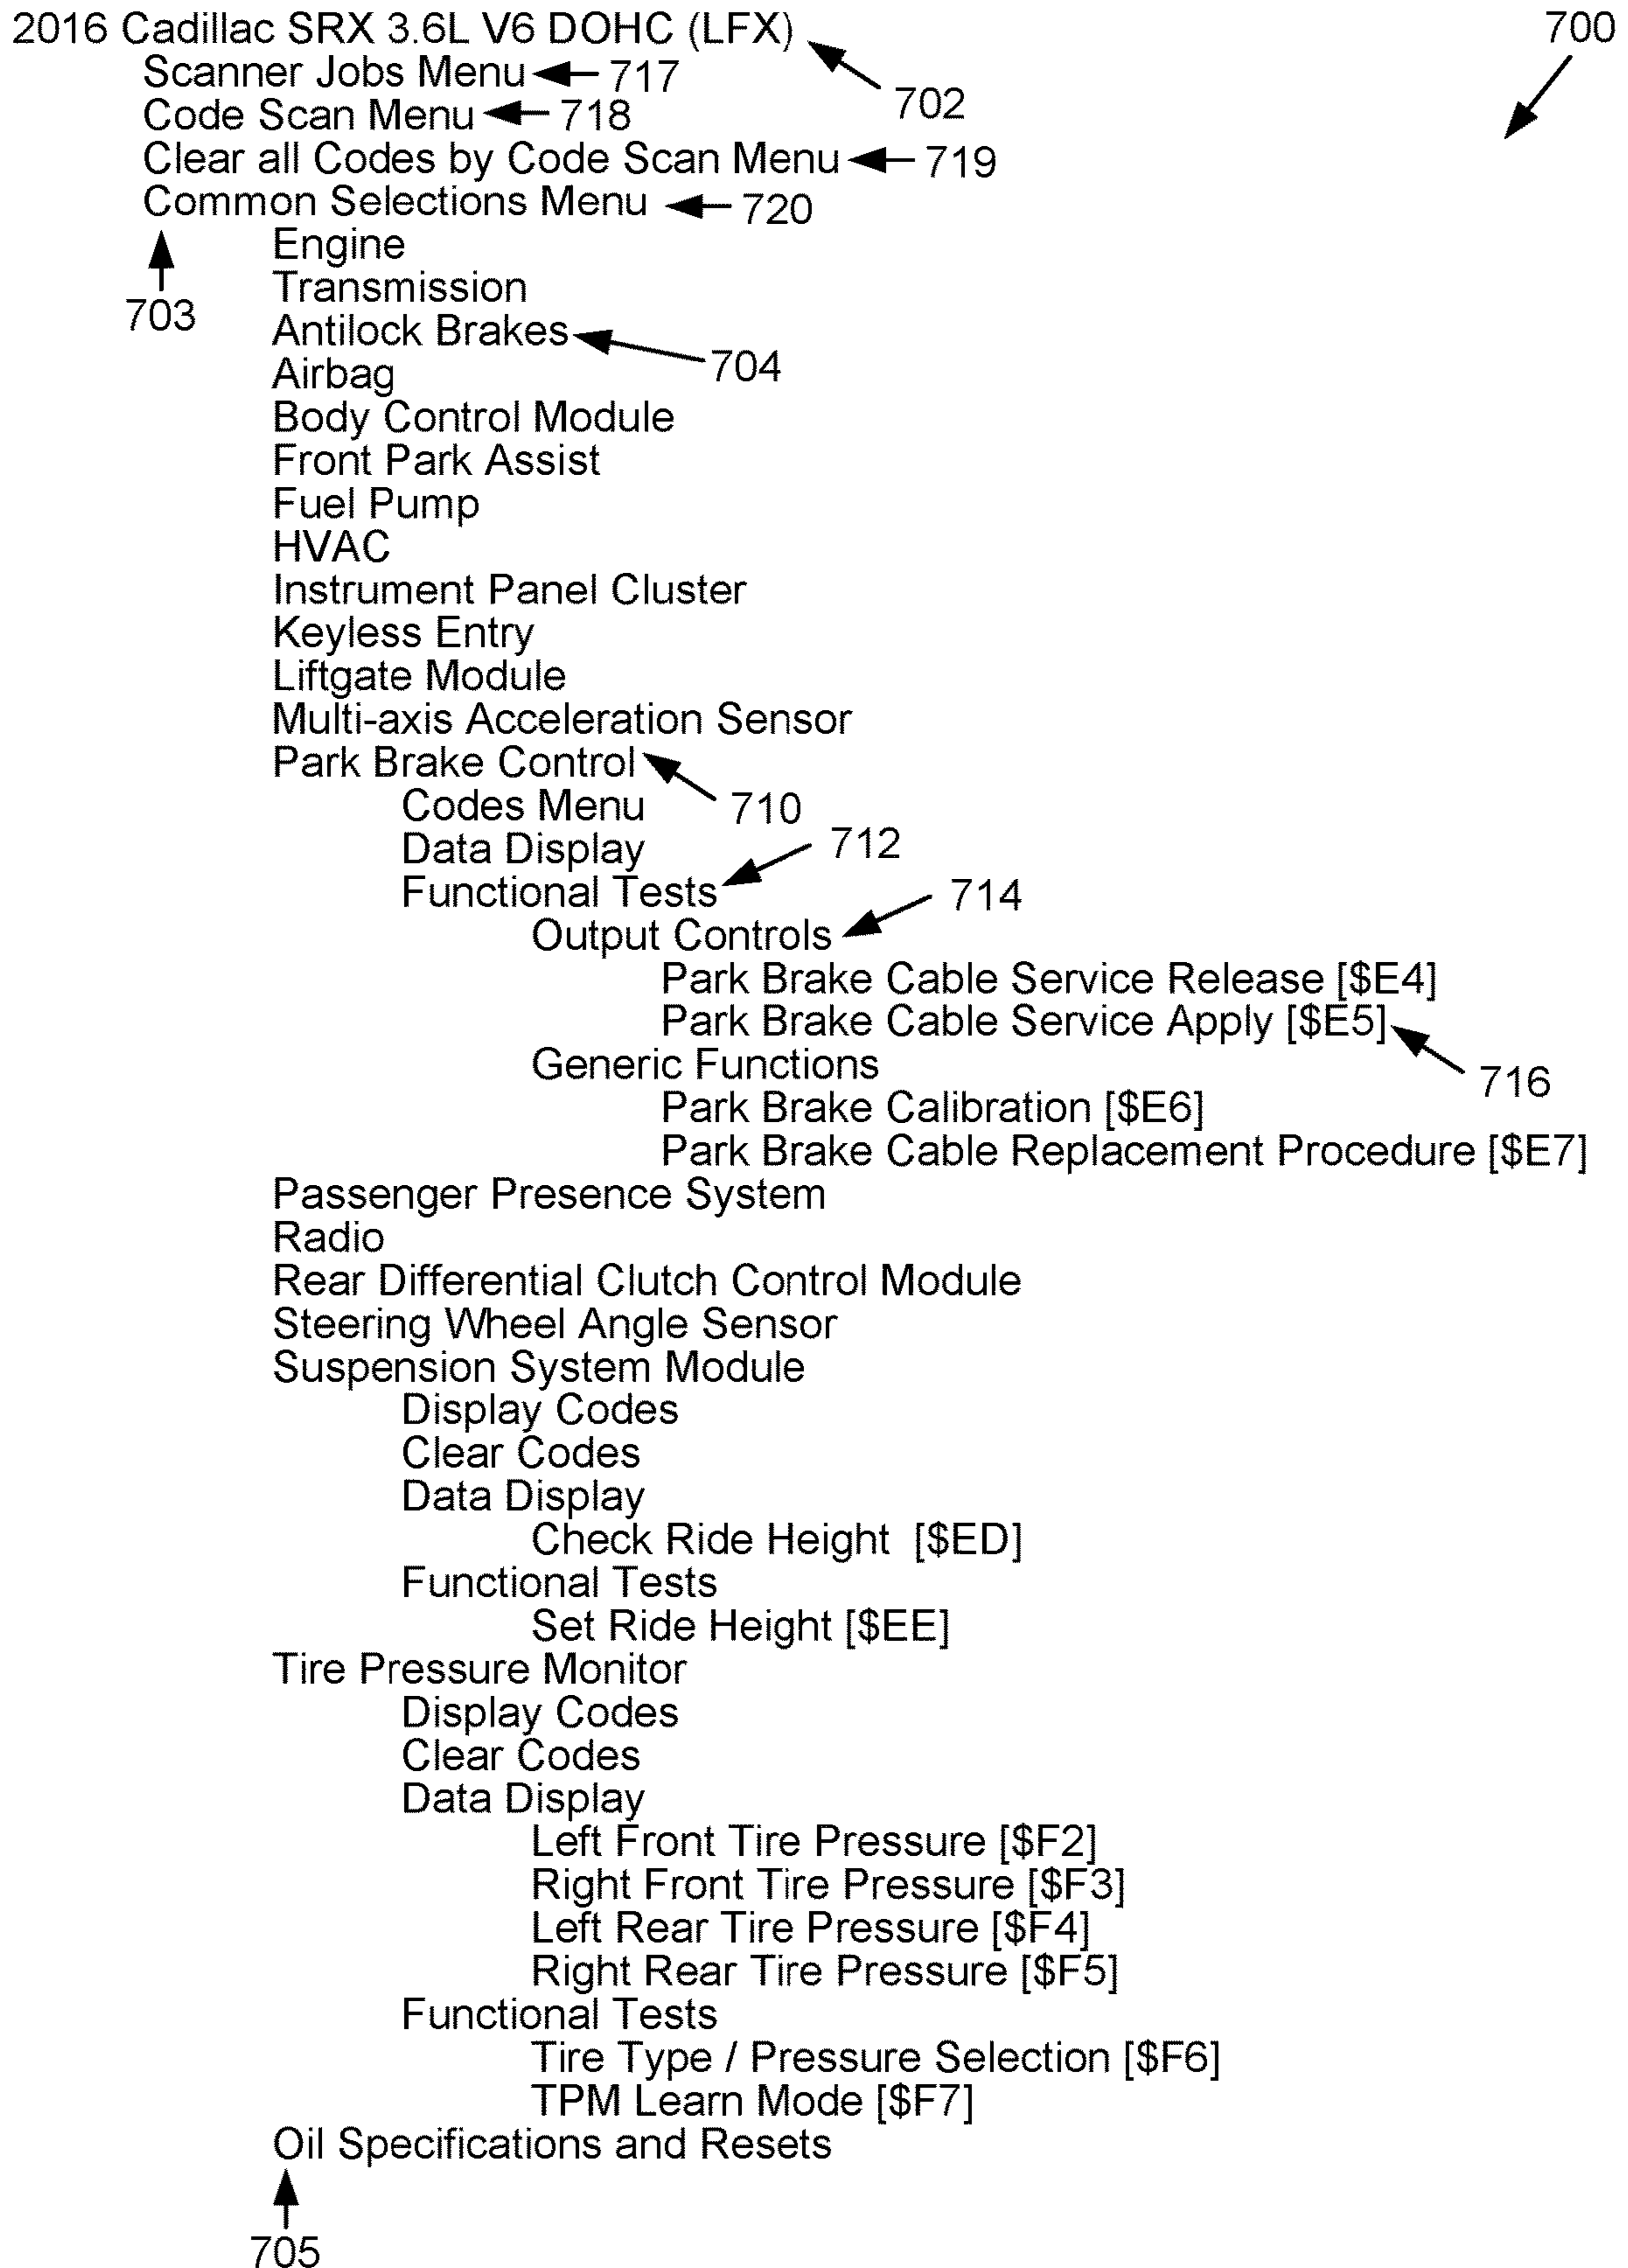 2016 Cadillac SRX 3.6L V6 DOHC (LFX)
700
Scanner Jobs Menu 717
702
Code Scan Menu 718
Clear all Codes by Code Scan Menu 719
Common Selections Menu 720
703
Engine
Transmission
Antilock Brakes
704
Airbag
Body Control Module
Front Park Assist
Fuel Pump
HVAC
Instrument Panel Cluster
Keyless Entry
Liftgate Module
Multi-axis Acceleration Sensor
Park Brake Control
710
Codes Menu
Data Display
712
Functional Tests
714
Output Controls
Park Brake Cable Service Release [$E4]
Park Brake Cable Service Apply [$E5]
716
Generic Functions
Park Brake Calibration [$E6]
Park Brake Cable Replacement Procedure [$E7]
Passenger Presence System
Radio
Rear Differential Clutch Control Module
Steering Wheel Angle Sensor
Suspension System Module
Display Codes
Clear Codes
Data Display
Check Ride Height [$ED]
Functional Tests
Set Ride Height [$EE]
Tire Pressure Monitor
Display Codes
Clear Codes
Data Display
Left Front Tire Pressure [$F2]
Right Front Tire Pressure [$F3]
Left Rear Tire Pressure [$F4]
Right Rear Tire Pressure [$F5]
Functional Tests
Tire Type / Pressure Selection [$F6]
TPM Learn Mode [$F7]
Oil Specifications and Resets
705